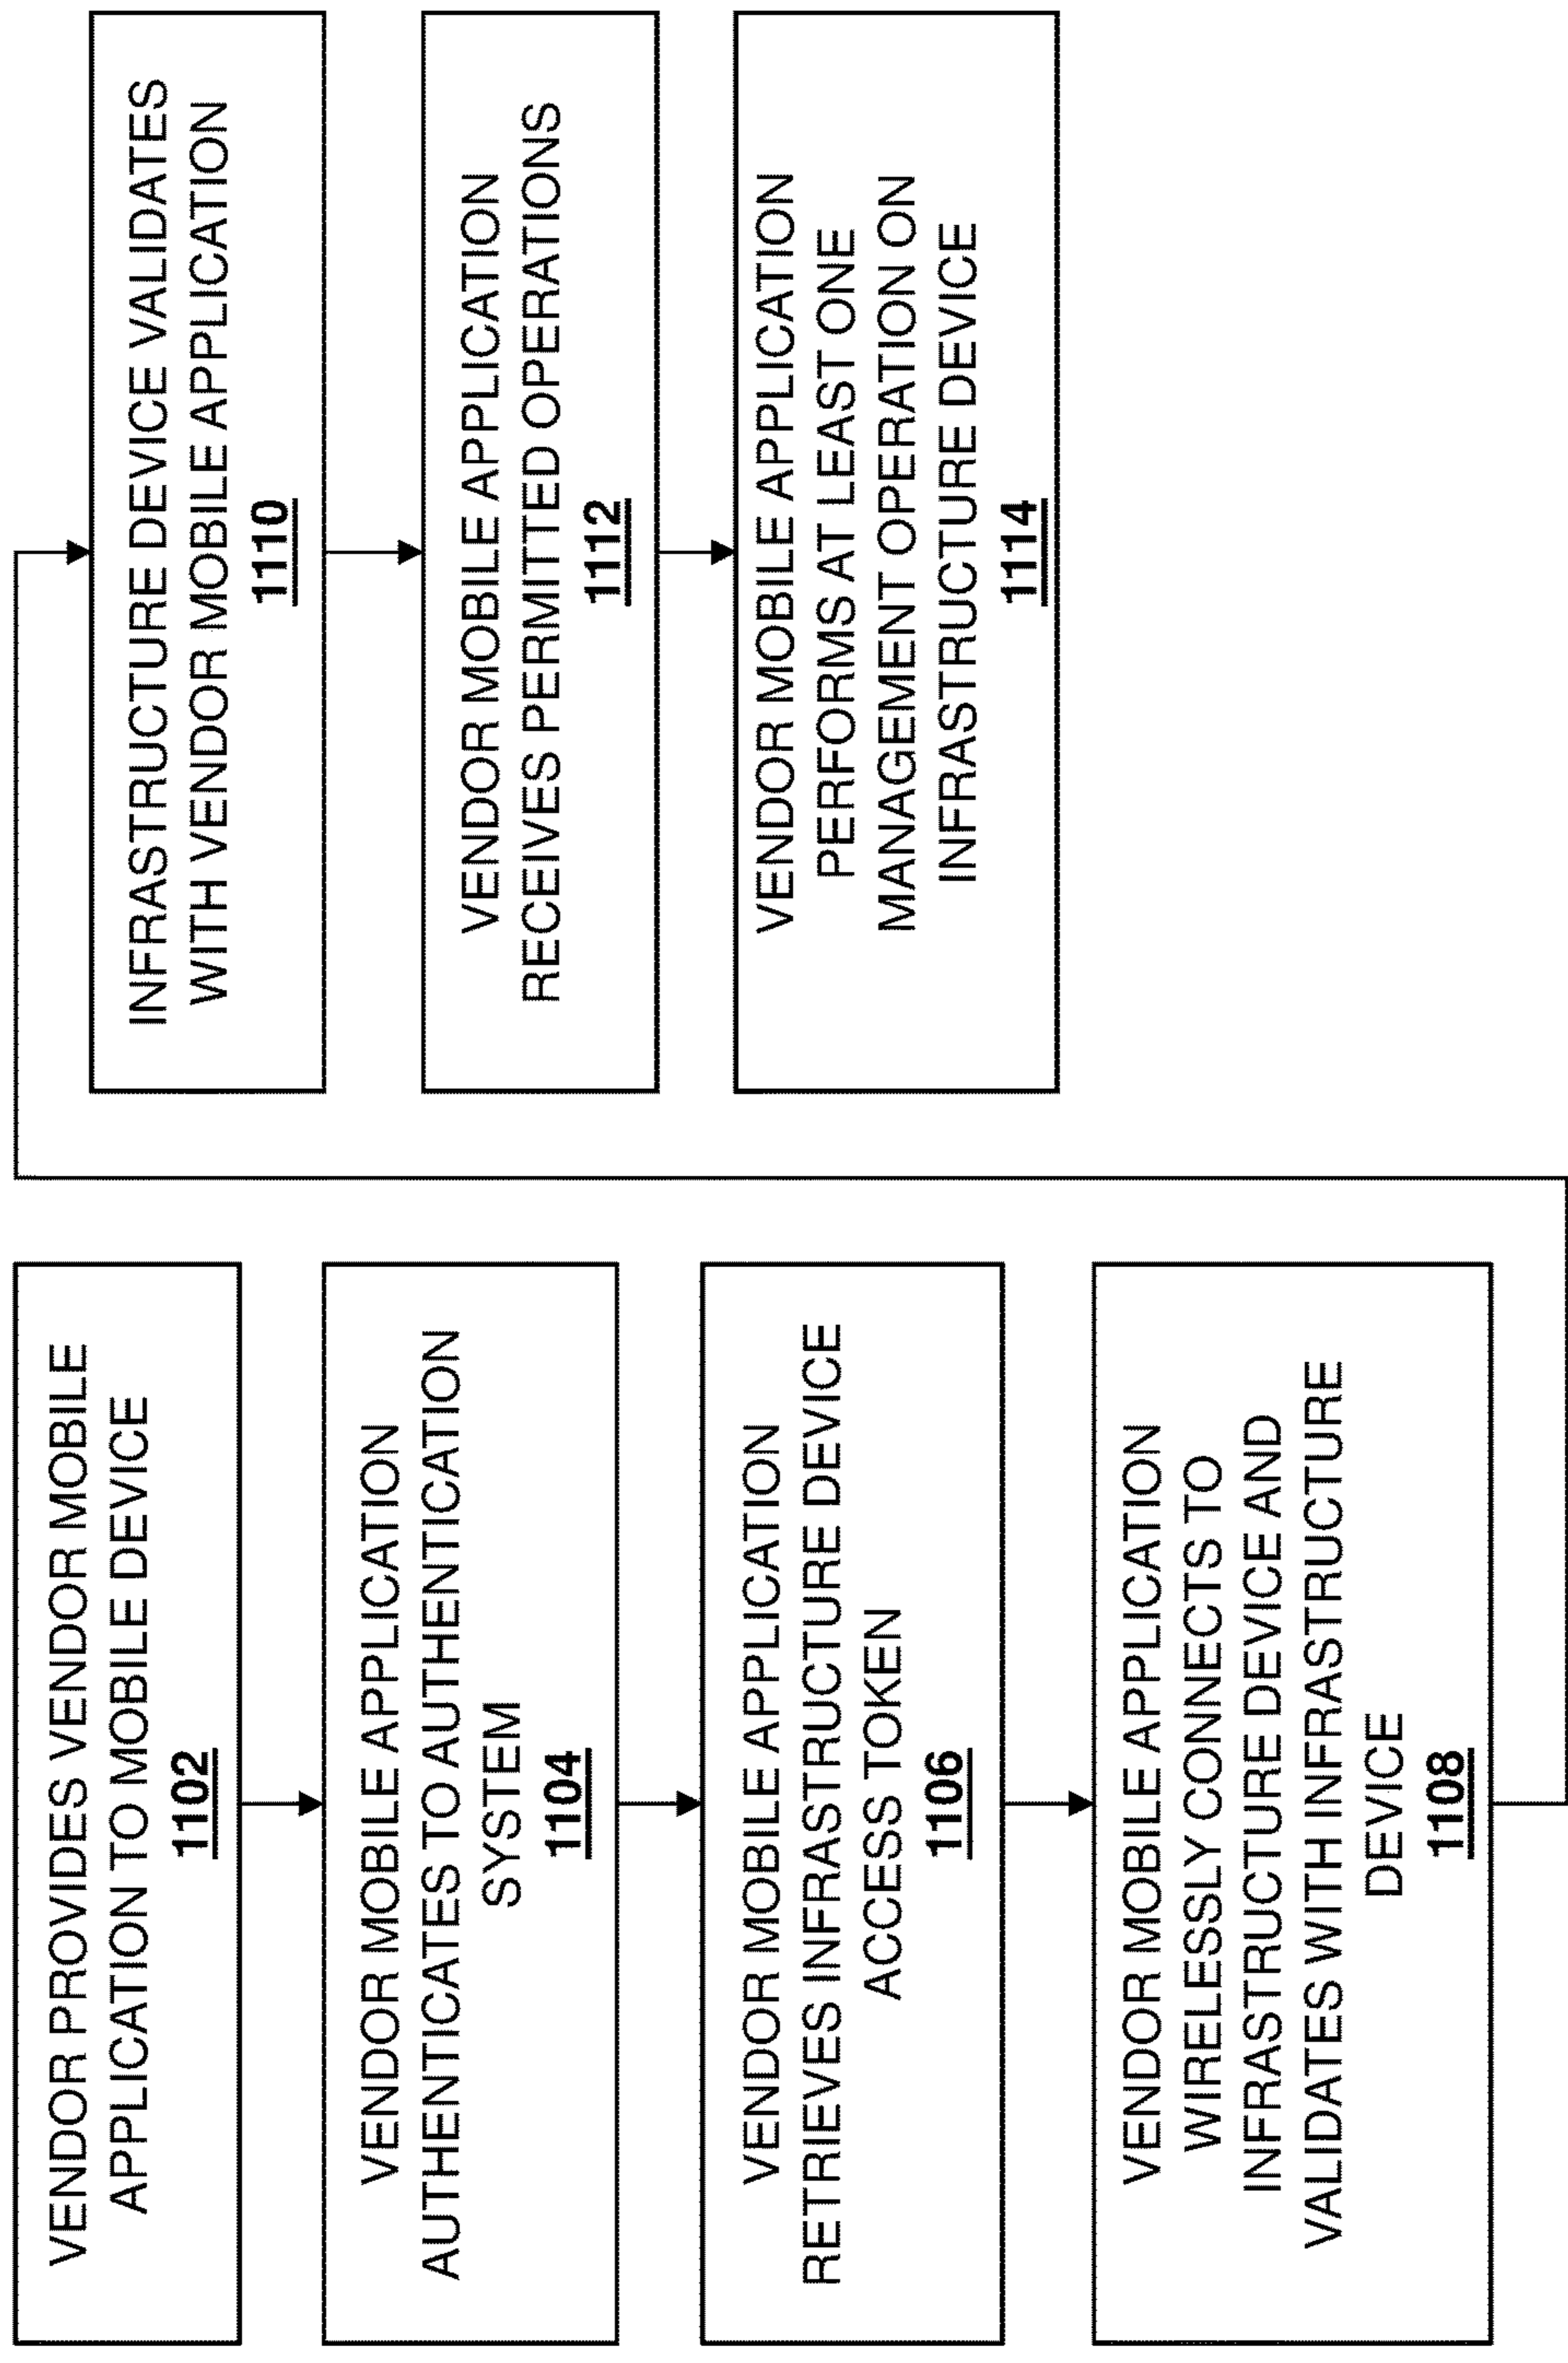 VENDOR PROVIDES VENDOR MOBILE
APPLICATION TO MOBILE DEVICE
1102
VENDOR MOBILE APPLICATION
AUTHENTICATES TO AUTHENTICATION
SYSTEM
1104
VENDOR MOBILE APPLICATION
RETRIEVES INFRASTRUCTURE DEVICE
ACCESS TOKEN
1106
VENDOR MOBILE APPLICATION
WIRELESSLY CONNECTS TO
INFRASTRUCTURE DEVICE AND
VALIDATES WITH INFRASTRUCTURE
DEVICE
1108
INFRASTRUCTURE DEVICE VALIDATES
WITH VENDOR MOBILE APPLICATION
1110
VENDOR MOBILE APPLICATION
RECEIVES PERMITTED OPERATIONS
1112
VENDOR MOBILE APPLICATION
PERFORMS AT LEAST ONE
MANAGEMENT OPERATION ON
INFRASTRUCTURE DEVICE
1114